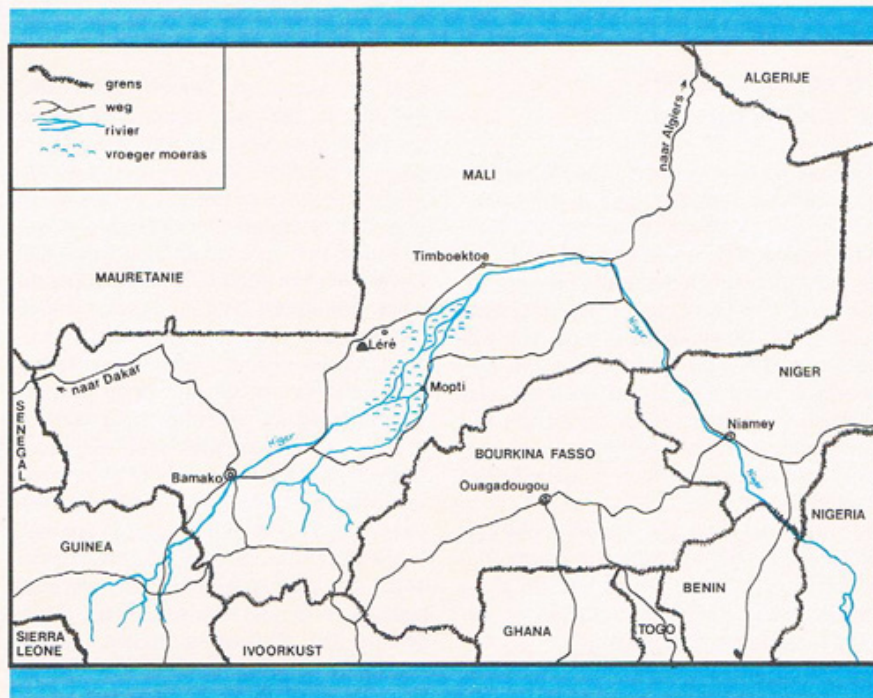 grens
weg
rivier
vroeger moeras
ALGERIJE
naar Algiers
MALI
Timboektoe
MAURETANIE
Niger
Léré
naar Dakar
Mopti
NIGER
SENEGAL
Niger
Niamey
BOURKINA FASSO
Bamako
Ouagadougou
Niger
NIGERIA
GUINEA
BENIN
SIERRA
LEONE
IVOORKUST
GHANA
TOGO